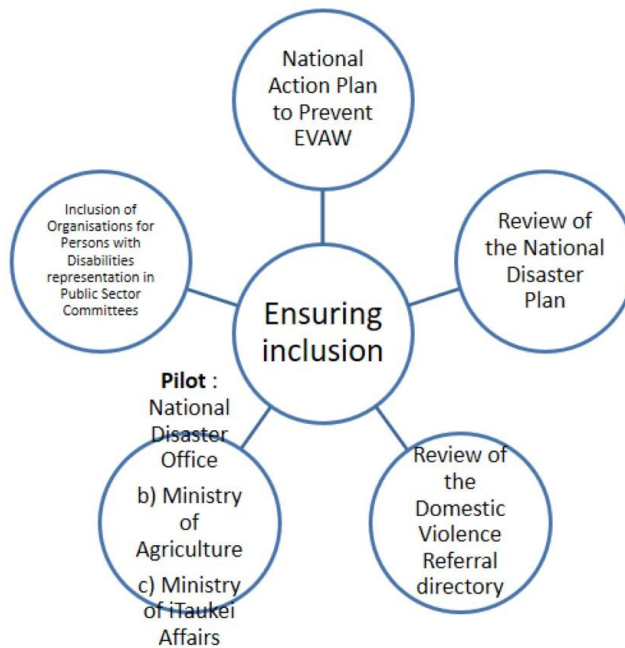 National
Action Plan
to Prevent
EVAW
Inclusion of
Organisations for
Persons with
Disabilities
representation in
Public Sector
Committees
Review of
the National
Disaster
Plan
Ensuring
inclusion
Pilot :
National
Disaster
Office
b) Ministry
of
Agriculture
c) Ministry
of iTaukei
Affairs
Review of
the
Domestic
Violence
Referral
directory